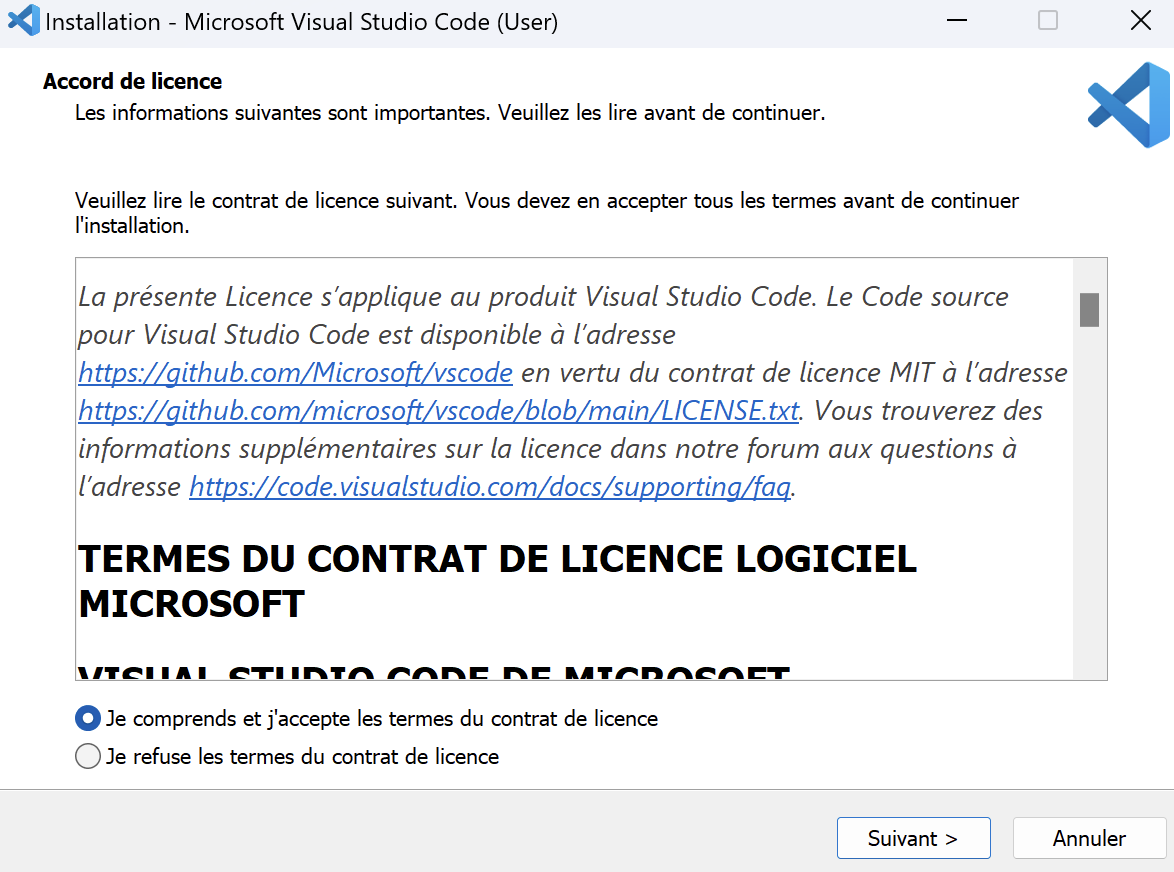 Installation - Microsoft Visual Studio Code (User)
Accord de licence
Les informations suivantes sont importantes. Veuillez les lire avant de continuer.
Veuillez lire le contrat de licence suivant. Vous devez en accepter tous les termes avant de continuer
l'installation.
La présente Licence s’applique au produit Visual Studio Code. Le Code source
pour Visual Studio Code est disponible à l’adresse
https://github.com/Microsoft/vscode en vertu du contrat de licence MIT à l’adresse
https://github.com/microsoft/vscode/blob/main/LICENSE.txt. Vous trouverez des
informations supplémentaires sur la licence dans notre forum aux questions à
l’adresse https://code.visualstudio.com/docs/supporting/faq.
TERMES DU CONTRAT DE LICENCE LOGICIEL
MICROSOFT
VISUAL STUDIO CODE DE MICROSOFT
Je comprends et j'accepte les termes du contrat de licence
Je refuse les termes du contrat de licence
Suivant >
Annuler